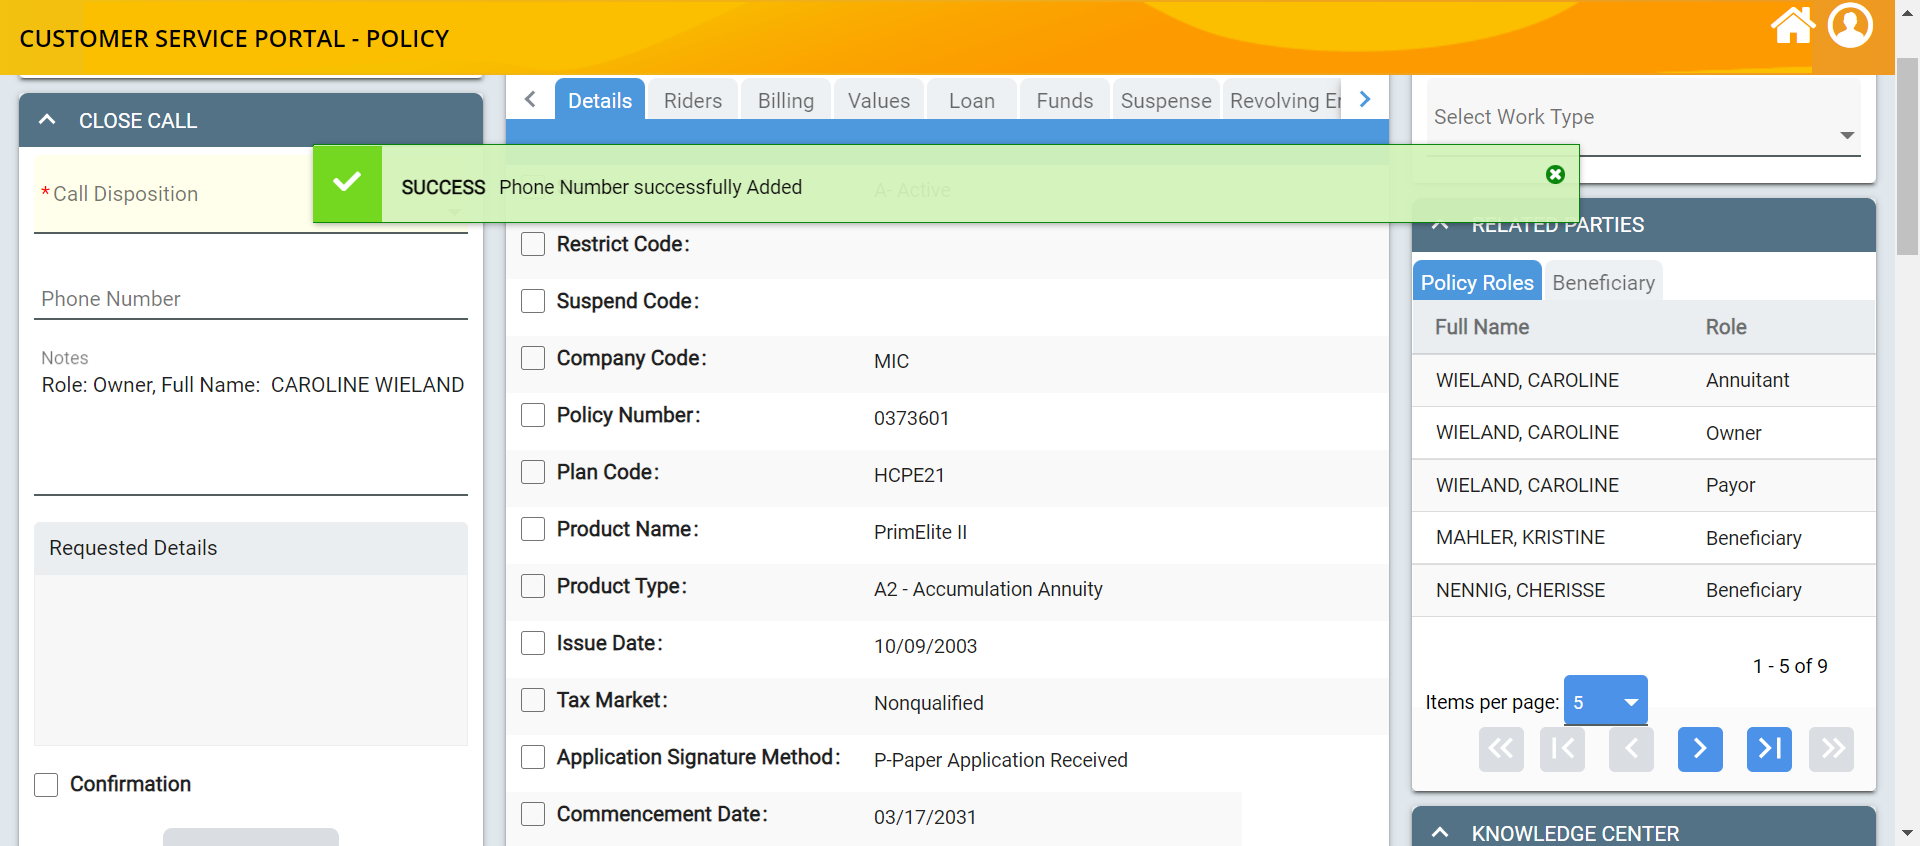 CUSTOMER SERVICE PORTAL - POLICY
CLOSE CALL
*Call Disposition
Phone Number
Notes
Role: Owner, Full Name:  CAROLINE WIELAND
Requested Details
Confirmation
Details Riders Billing Values Loan Funds Suspense Revolving Er
SUCCESS Phone Number successfully Added
A- Active
Restrict Code:
Suspend Code:
Company Code: MIC
Policy Number: 0373601
Plan Code: HCPE21
Product Name: PrimElite II
Product Type: A2 - Accumulation Annuity
Issue Date: 10/09/2003
Tax Market: Nonqualified
Application Signature Method: P-Paper Application Received
Commencement Date: 03/17/2031
Select Work Type
RELATED PARTIES
Policy Roles Beneficiary
Full Name Role
WIELAND, CAROLINE Annuitant
WIELAND, CAROLINE Owner
WIELAND, CAROLINE Payor
MAHLER, KRISTINE Beneficiary
NENNIG, CHERISSE Beneficiary
1 - 5 of 9
Items per page: 5
KNOWLEDGE CENTER